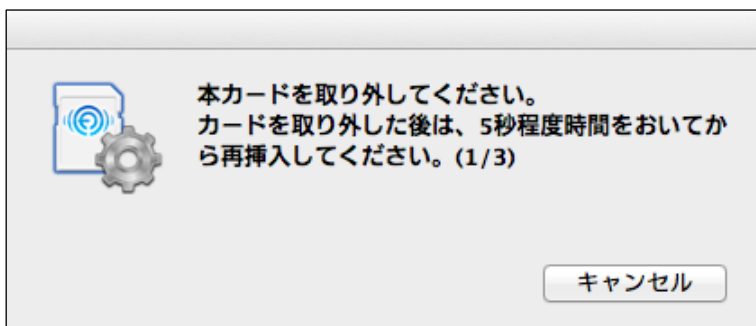 本カードを取り外してください。
カードを取り外した後は、5秒程度時間をおいてか
ら再挿入してください。(1/3)
キャンセル